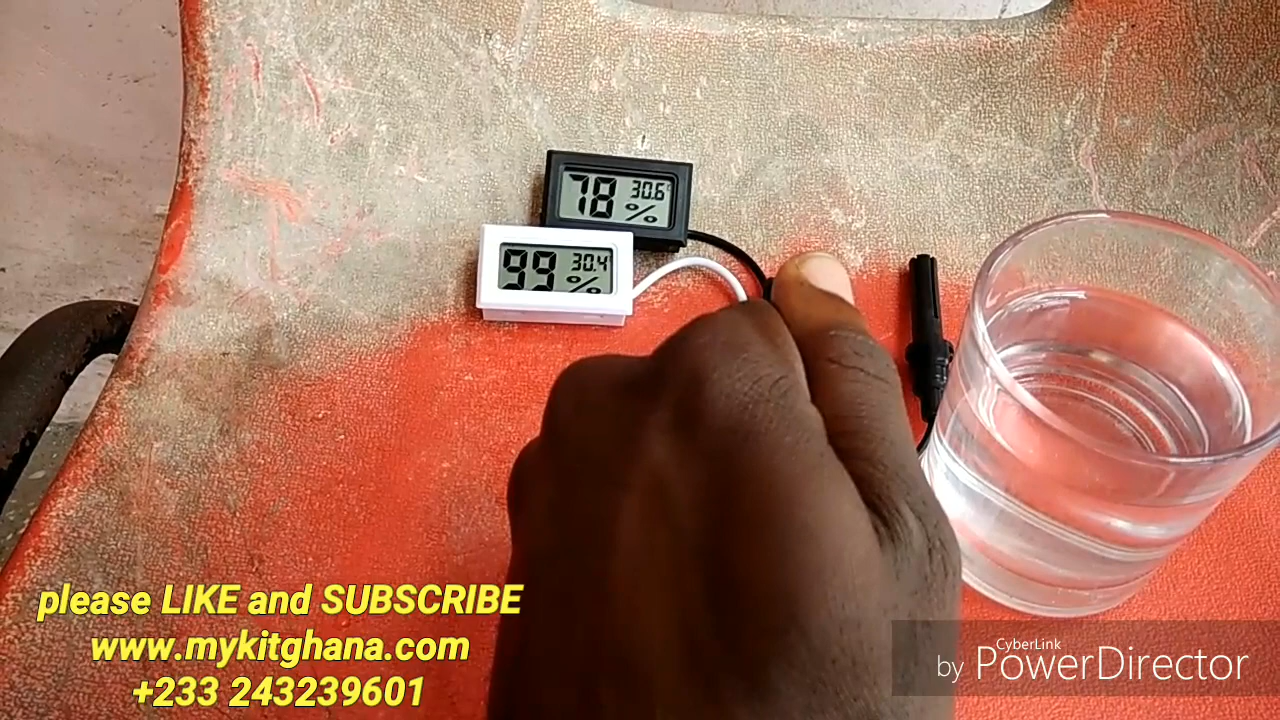 78 30.6°
%
99 30.4°
%
please LIKE and SUBSCRIBE
www.mykitghana.com
+233 243239601
CyberLink
by PowerDirector